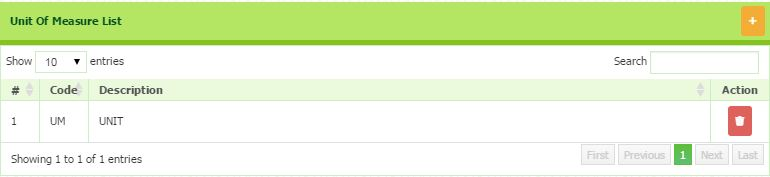 Unit Of Measure List +
Show 10 entries Search
# Code Description Action
1 UM UNIT
Showing 1 to 1 of 1 entries First Previous 1 Next Last